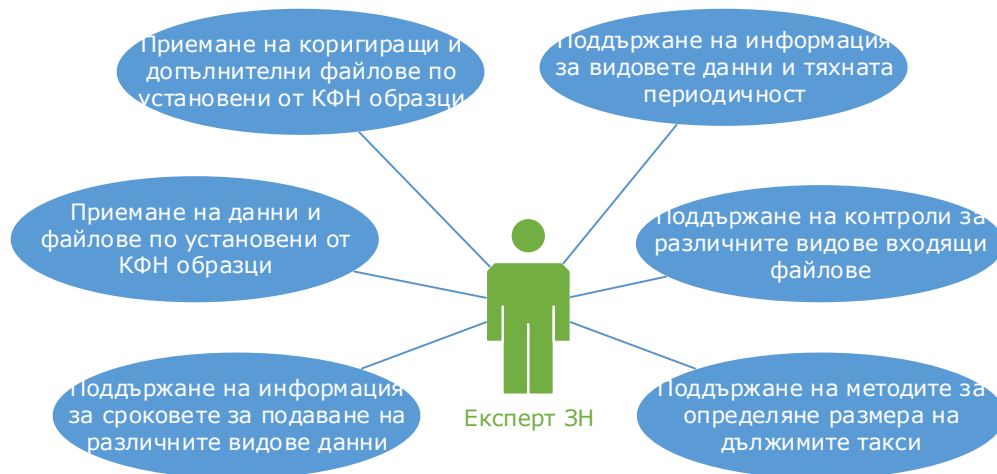 Приемане на коригиращи и
допълнителни файлове по
установени от КФН образци
Поддържане на информация
за видовете данни и тяхната
периодичност
Приемане на данни и
файлове по установени от
КФН образци
Поддържане на контроли за
различните видове входящи
файлове
Поддържане на информация
за сроковете за подаване на
различните видове данни
Поддържане на методите за
определяне размера на
дължимите такси
Експерт ЗН